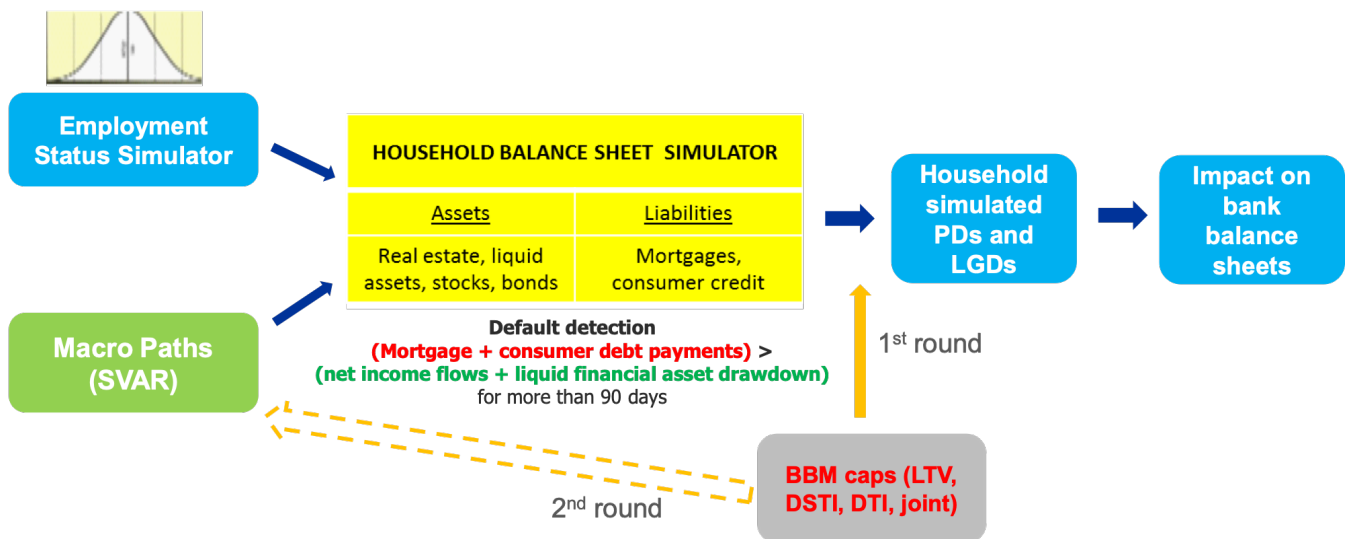 Employment
Status Simulator
HOUSEHOLD BALANCE SHEET SIMULATOR
Assets
Liabilities
Real estate, liquid
assets, stocks, bonds
Mortgages,
consumer credit
Household
simulated
PDs and
LGDs
Impact on
bank
balance
sheets
Macro Paths
(SVAR)
Default detection
(Mortgage + consumer debt payments) >
(net income flows + liquid financial asset drawdown)
for more than 90 days
1st round
2nd round
BBM caps (LTV,
DSTI, DTI, joint)